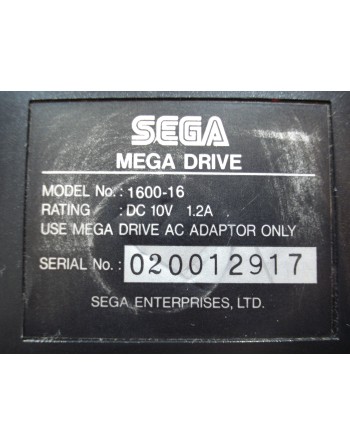 SEGA
MEGA DRIVE
MODEL No.: 1600-16
RATING : DC 10V 1.2A
USE MEGA DRIVE AC ADAPTOR ONLY
SERIAL No.: 020012917
SEGA ENTERPRISES, LTD.